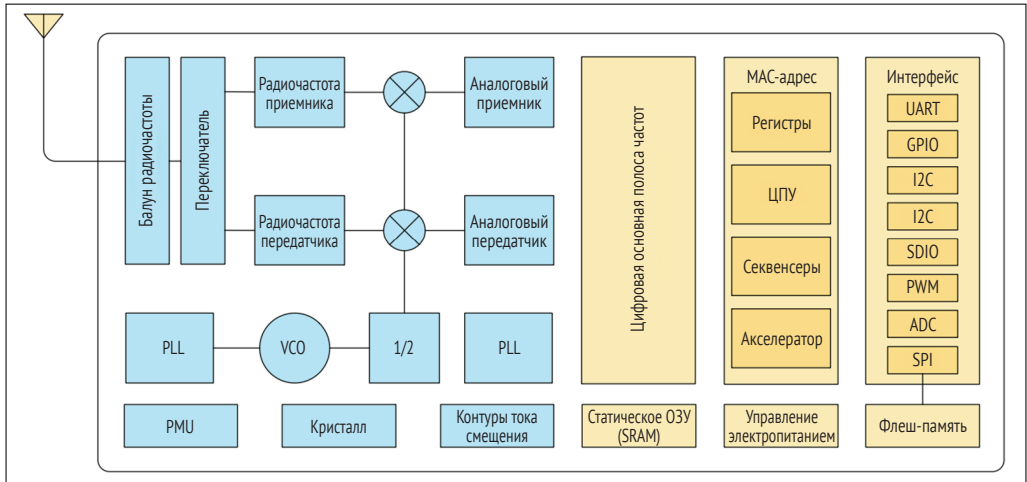 Балун радиочастоты
Переключатель
Радиочастота
приемника
Аналоговый
приемник
Радиочастота
передатчика
Аналоговый
передатчик
PLL
VCO
1/2
PLL
PMU
Кристалл
Контуры тока
смещения
Цифровая основная полоса частот
Статическое ОЗУ
(SRAM)
МАС-адрес
Регистры
ЦПУ
Секвенсеры
Акселератор
Управление
электропитанием
Интерфейс
UART
GPIO
I2C
I2C
SDIO
PWM
ADC
SPI
Флеш-память